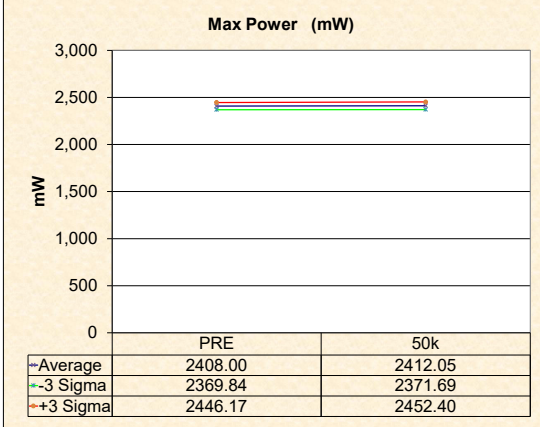 Max Power (mW)
3,000
2,500
2,000
1,500
1,000
500
0
mW
PRE 50k
Average 2408.00 2412.05
-3 Sigma 2369.84 2371.69
+3 Sigma 2446.17 2452.40